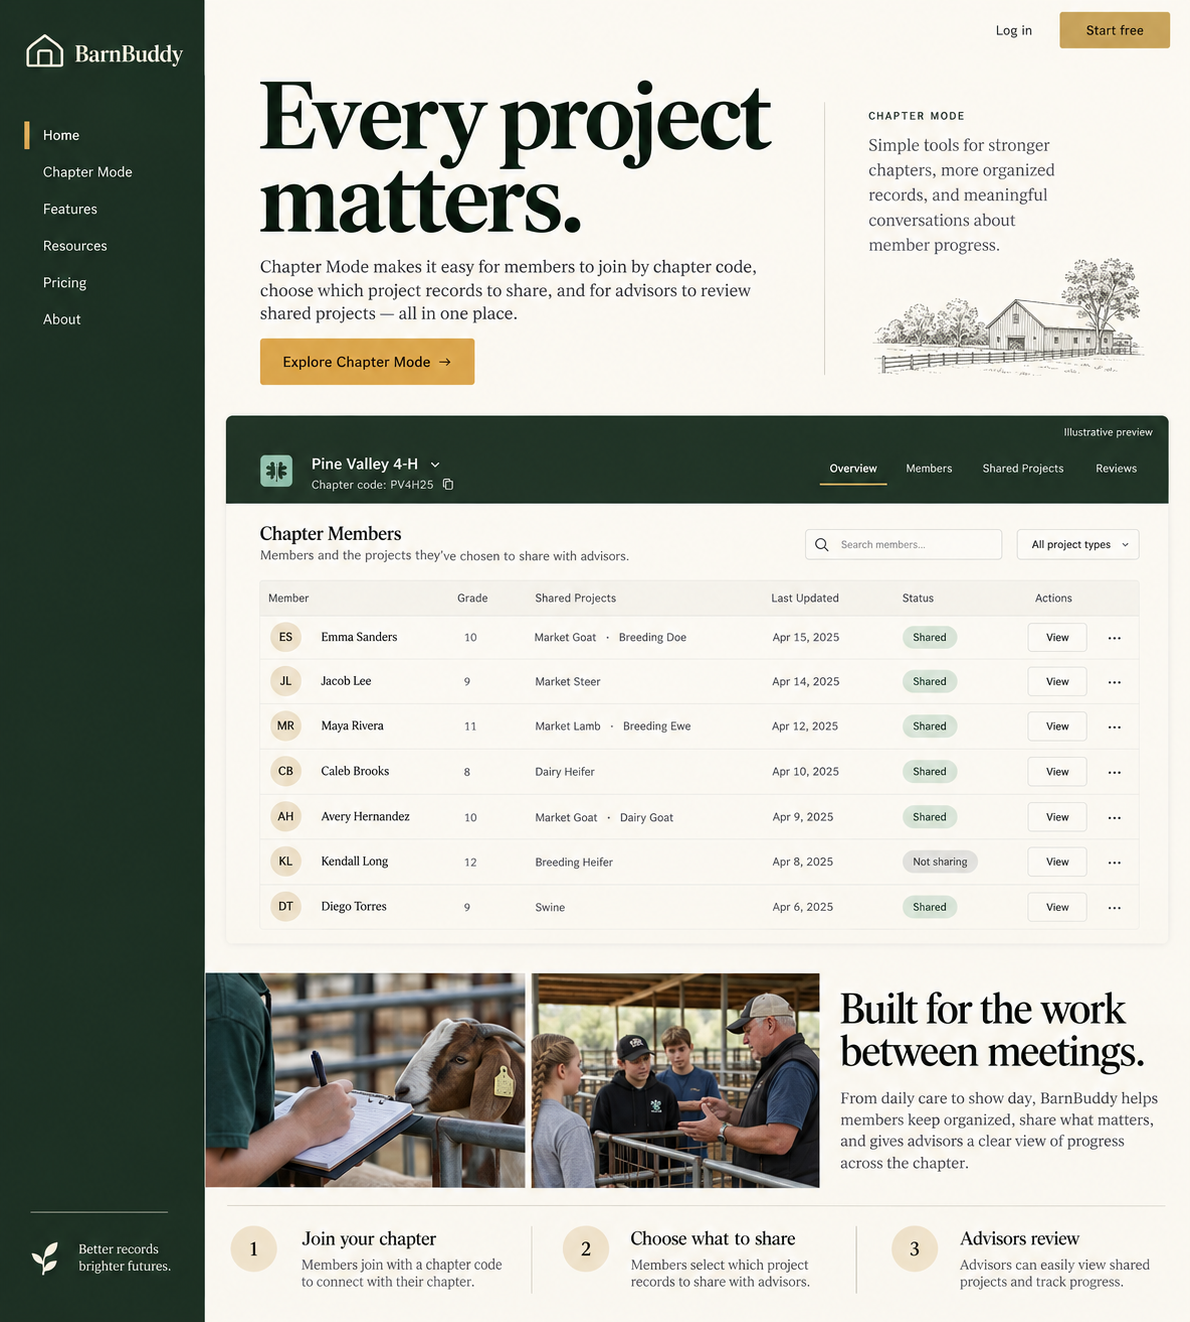 BarnBuddy
Home
Chapter Mode
Features
Resources
Pricing
About
Better records
brighter futures.
Log in
Start free
Every project
matters.
Chapter Mode makes it easy for members to join by chapter code,
choose which project records to share, and for advisors to review
shared projects — all in one place.
Explore Chapter Mode →
CHAPTER MODE
Simple tools for stronger
chapters, more organized
records, and meaningful
conversations about
member progress.
Illustrative preview
Pine Valley 4-H
Chapter code: PV4H25
Overview Members Shared Projects Reviews
Chapter Members
Members and the projects they've chosen to share with advisors.
Search members...
All project types
Member Grade Shared Projects Last Updated Status Actions
ES Emma Sanders 10 Market Goat · Breeding Doe Apr 15, 2025 Shared View ...
JL Jacob Lee 9 Market Steer Apr 14, 2025 Shared View ...
MR Maya Rivera 11 Market Lamb · Breeding Ewe Apr 12, 2025 Shared View ...
CB Caleb Brooks 8 Dairy Heifer Apr 10, 2025 Shared View ...
AH Avery Hernandez 10 Market Goat · Dairy Goat Apr 9, 2025 Shared View ...
KL Kendall Long 12 Breeding Heifer Apr 8, 2025 Not sharing View ...
DT Diego Torres 9 Swine Apr 6, 2025 Shared View ...
Built for the work
between meetings.
From daily care to show day, BarnBuddy helps
members keep organized, share what matters,
and gives advisors a clear view of progress
across the chapter.
1
Join your chapter
Members join with a chapter code
to connect with their chapter.
2
Choose what to share
Members select which project
records to share with advisors.
3
Advisors review
Advisors can easily view shared
projects and track progress.